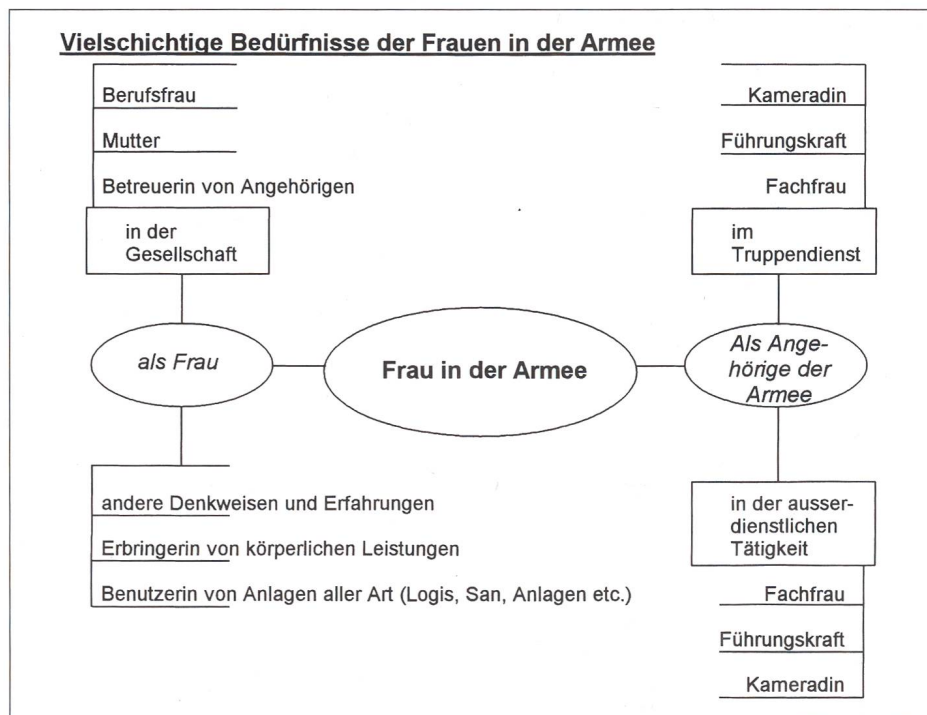 Vielschichtige Bedürfnisse der Frauen in der Armee
Berufsfrau
Mutter
Betreuerin von Angehörigen
in der
Gesellschaft
als Frau
andere Denkweisen und Erfahrungen
Erbringerin von körperlichen Leistungen
Benutzerin von Anlagen aller Art (Logis, San, Anlagen etc.)
Frau in der Armee
Kameradin
Führungskraft
Fachfrau
im
Truppendienst
Als Ange-
hörige der
Armee
in der ausser-
dienstlichen
Tätigkeit
Fachfrau
Führungskraft
Kameradin